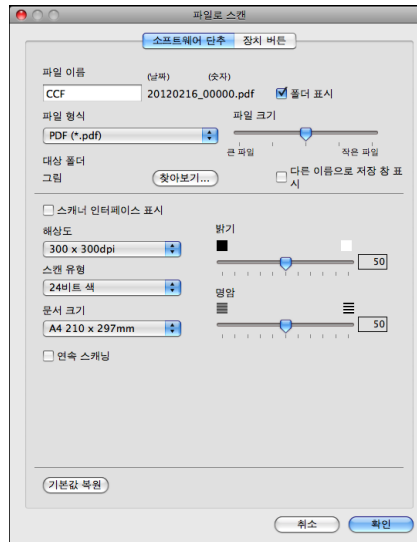 파일로 스캔
소프트웨어 단추 장치 버튼
파일 이름 (날짜) (숫자)
CCF 20120216_00000.pdf 폴더 표시
파일 형식 파일 크기
PDF (*.pdf)
큰 파일 작은 파일
대상 폴더
그림 찾아보기... 다른 이름으로 저장 창 표
시
스캐너 인터페이스 표시
해상도 밝기
300 x 300dpi
50
스캔 유형
24비트 색
명암
문서 크기
A4 210 x 297mm 50
연속 스캐닝
기본값 복원
취소 확인